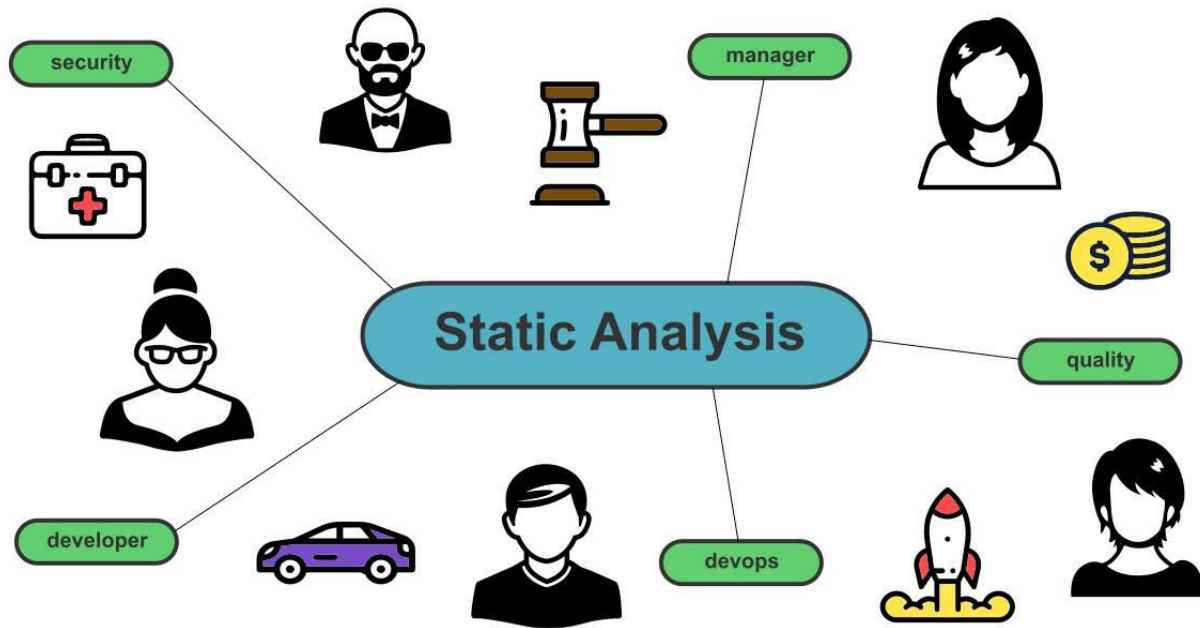 security
manager
$
Static Analysis
quality
developer
devops